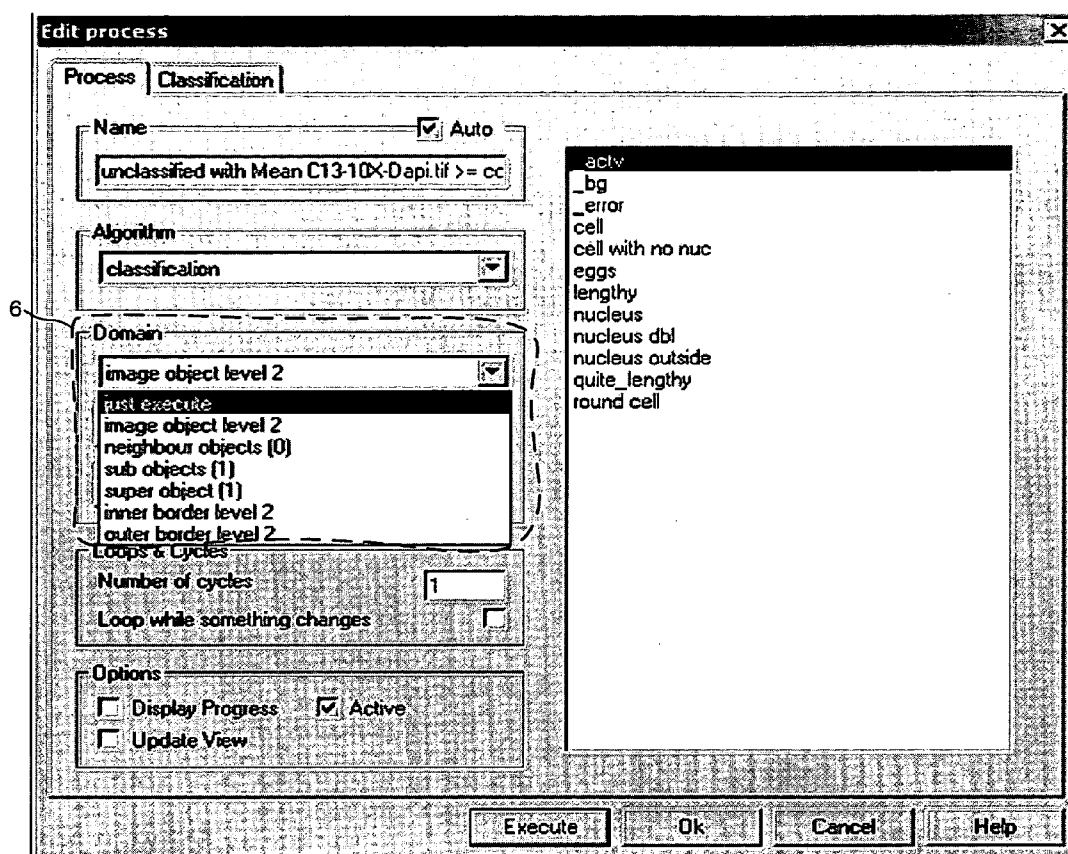 Edit process
Process Classification
Name Auto
unclassified with Mean C13-10X-Dapi.tif >= cc
Algorithm
classification
6
Domain
image object level 2
just execute
image object level 2
neighbour objects (0)
sub objects (1)
super object (1)
inner border level 2
outer border level 2
Loops & Cycles
Number of cycles 1
Loop while something changes
Options
Display Progress Active
Update View
_actv
_bg
_error
cell
cell with no nuc
eggs
lengthy
nucleus
nucleus dbl
nucleus outside
quite_lengthy
round cell
Execute Ok Cancel Help